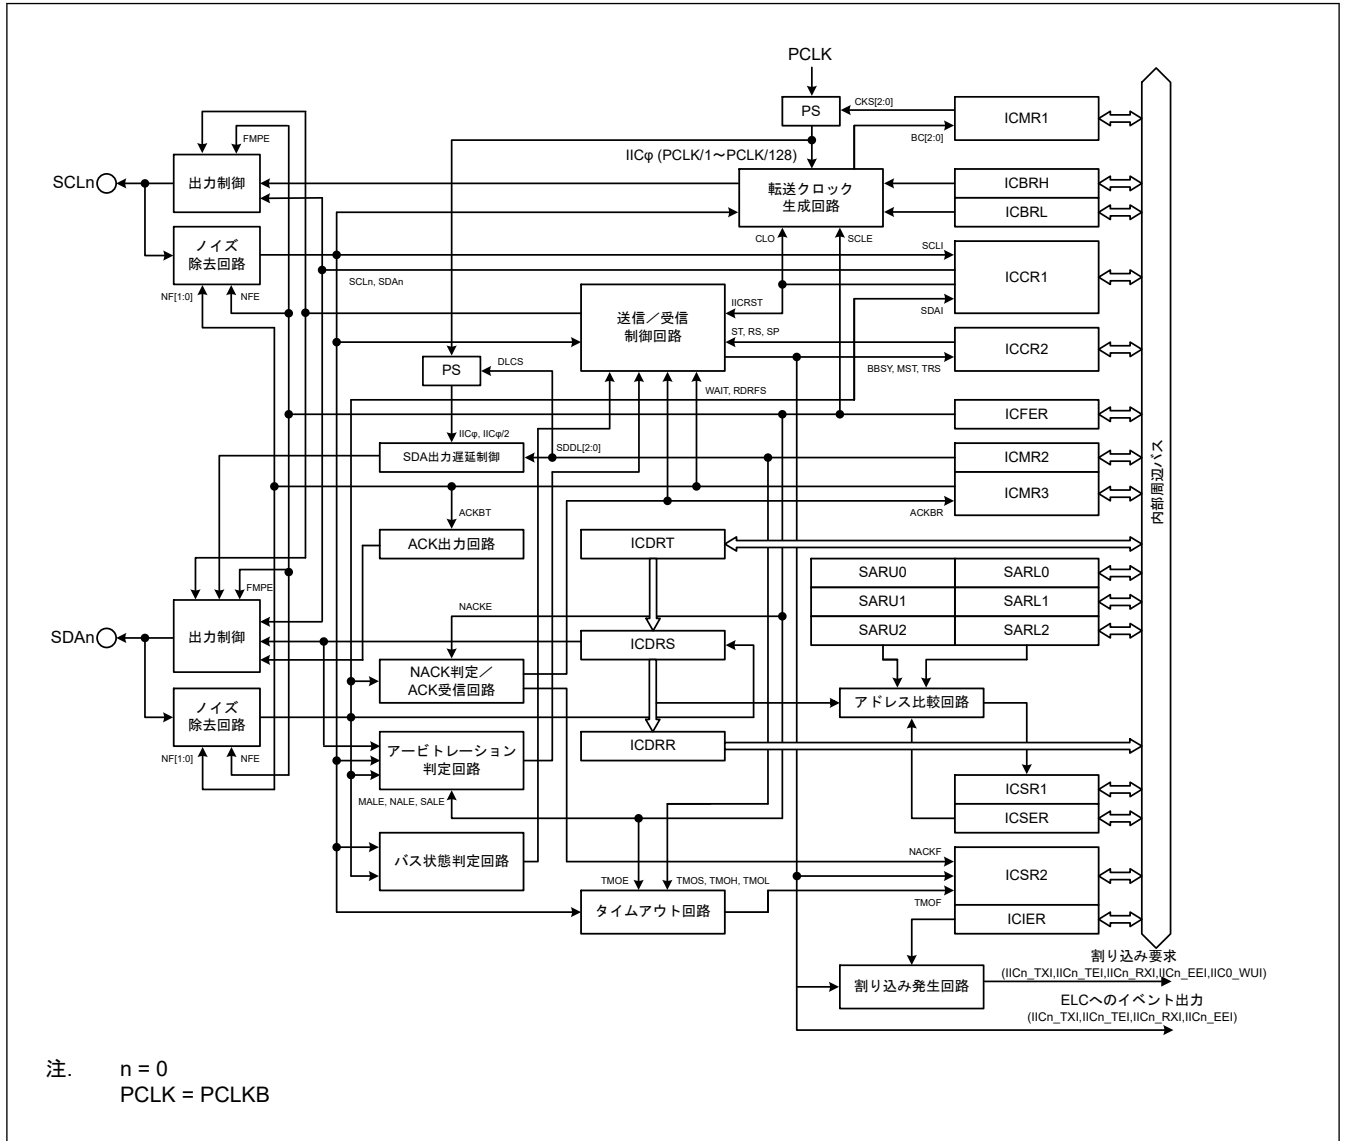 PCLK
PS
CKS[2:0]
ICMR1
BC[2:0]
FMPE
IICφ (PCLK/1～PCLK/128)
SCLn
出力制御
転送クロック
生成回路
ICBRH
ICBRL
ノイズ
除去回路
CLO
SCLE
SCLI
ICCR1
NF[1:0]
NFE
SCLn, SDAn
IICRST
SDAI
送信／受信
制御回路
ST, RS, SP
ICCR2
BBSY, MST, TRS
PS
DLCS
WAIT, RDRFS
ICFER
IICφ, IICφ/2
SDA出力遅延制御
SDDL[2:0]
ICMR2
ICMR3
ACKBR
内部周辺バス
ACKBT
ACK出力回路
ICDRT
SARU0
SARL0
SARU1
SARL1
SARU2
SARL2
FMPE
SDAn
出力制御
NACKE
ICDRS
NACK判定／
ACK受信回路
アドレス比較回路
ノイズ
除去回路
NF[1:0]
NFE
アービトレーション
判定回路
ICDRR
ICSR1
ICSER
MALE, NALE, SALE
バス状態判定回路
NACKF
ICSR2
TMOE
TMOS, TMOH, TMOL
TMOF
タイムアウト回路
ICIER
割り込み発生回路
割り込み要求
(IICn_TXI,IICn_TEI,IICn_RXI,IICn_EEI,IIC0_WUI)
ELCへのイベント出力
(IICn_TXI,IICn_TEI,IICn_RXI,IICn_EEI)
注. n = 0
PCLK = PCLKB